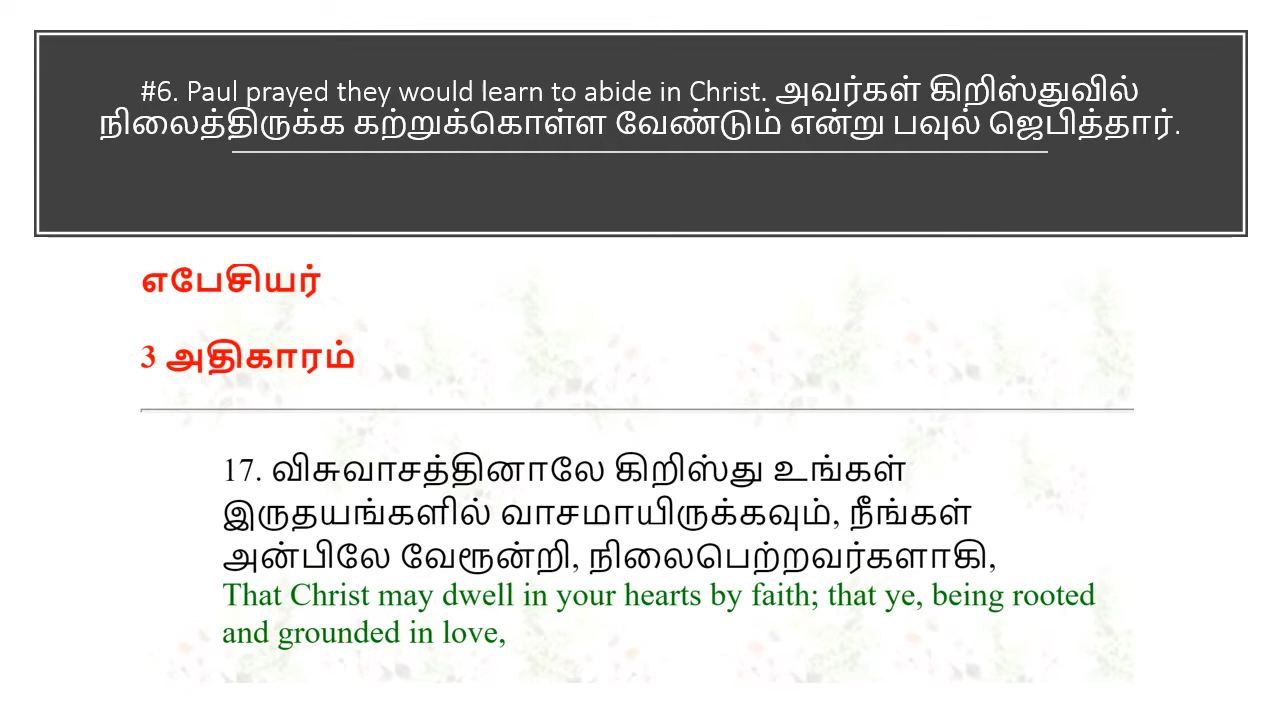 #6. Paul prayed they would learn to abide in Christ. அவர்கள் கிறிஸ்துவில்
நிலைத்திருக்க கற்றுக்கொள்ள வேண்டும் என்று பவுல் ஜெபித்தார்.
எபேசியர்
3 அதிகாரம்
17. விசுவாசத்தினாலே கிறிஸ்து உங்கள்
இருதயங்களில் வாசமாயிருக்கவும், நீங்கள்
அன்பிலே வேரூன்றி, நிலைபெற்றவர்களாகி,
That Christ may dwell in your hearts by faith; that ye, being rooted
and grounded in love,